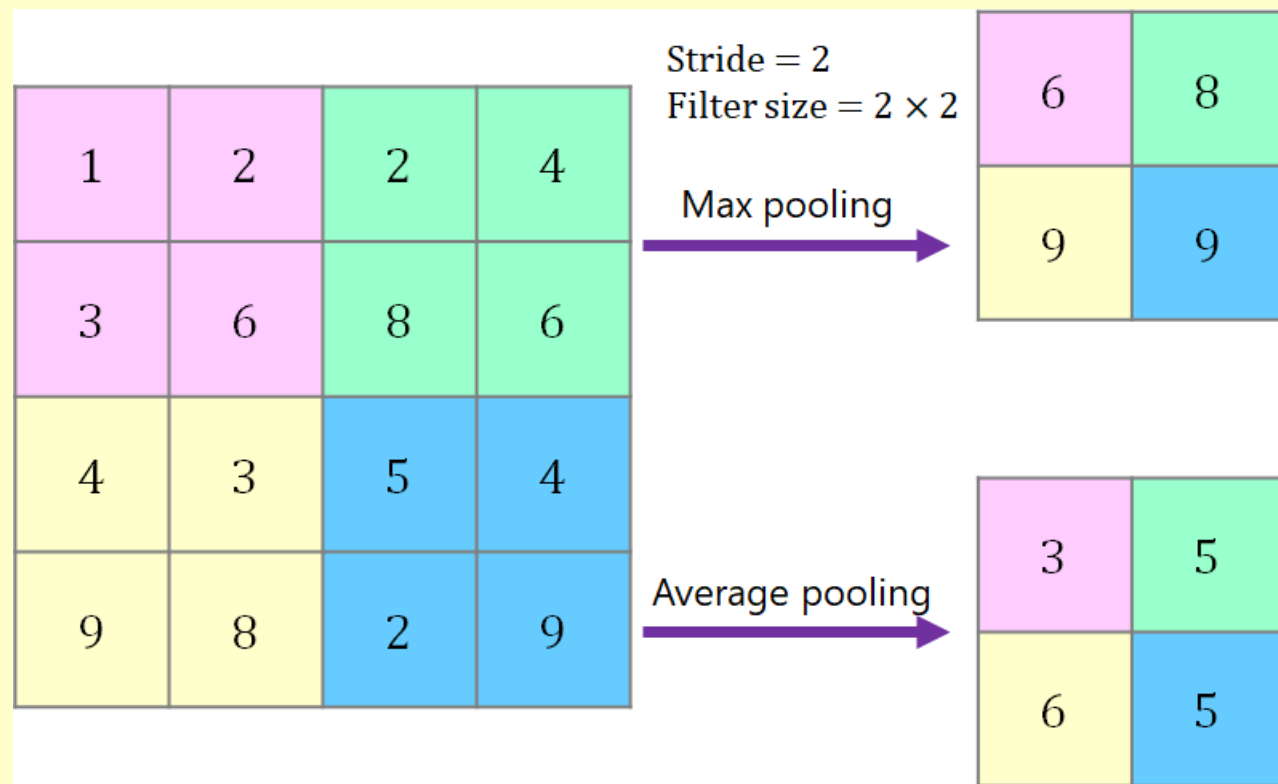 1 2 2 4
3 6 8 6
4 3 5 4
9 8 2 9
Stride = 2
Filter size = 2 × 2
Max pooling
6 8
9 9
Average pooling
3 5
6 5